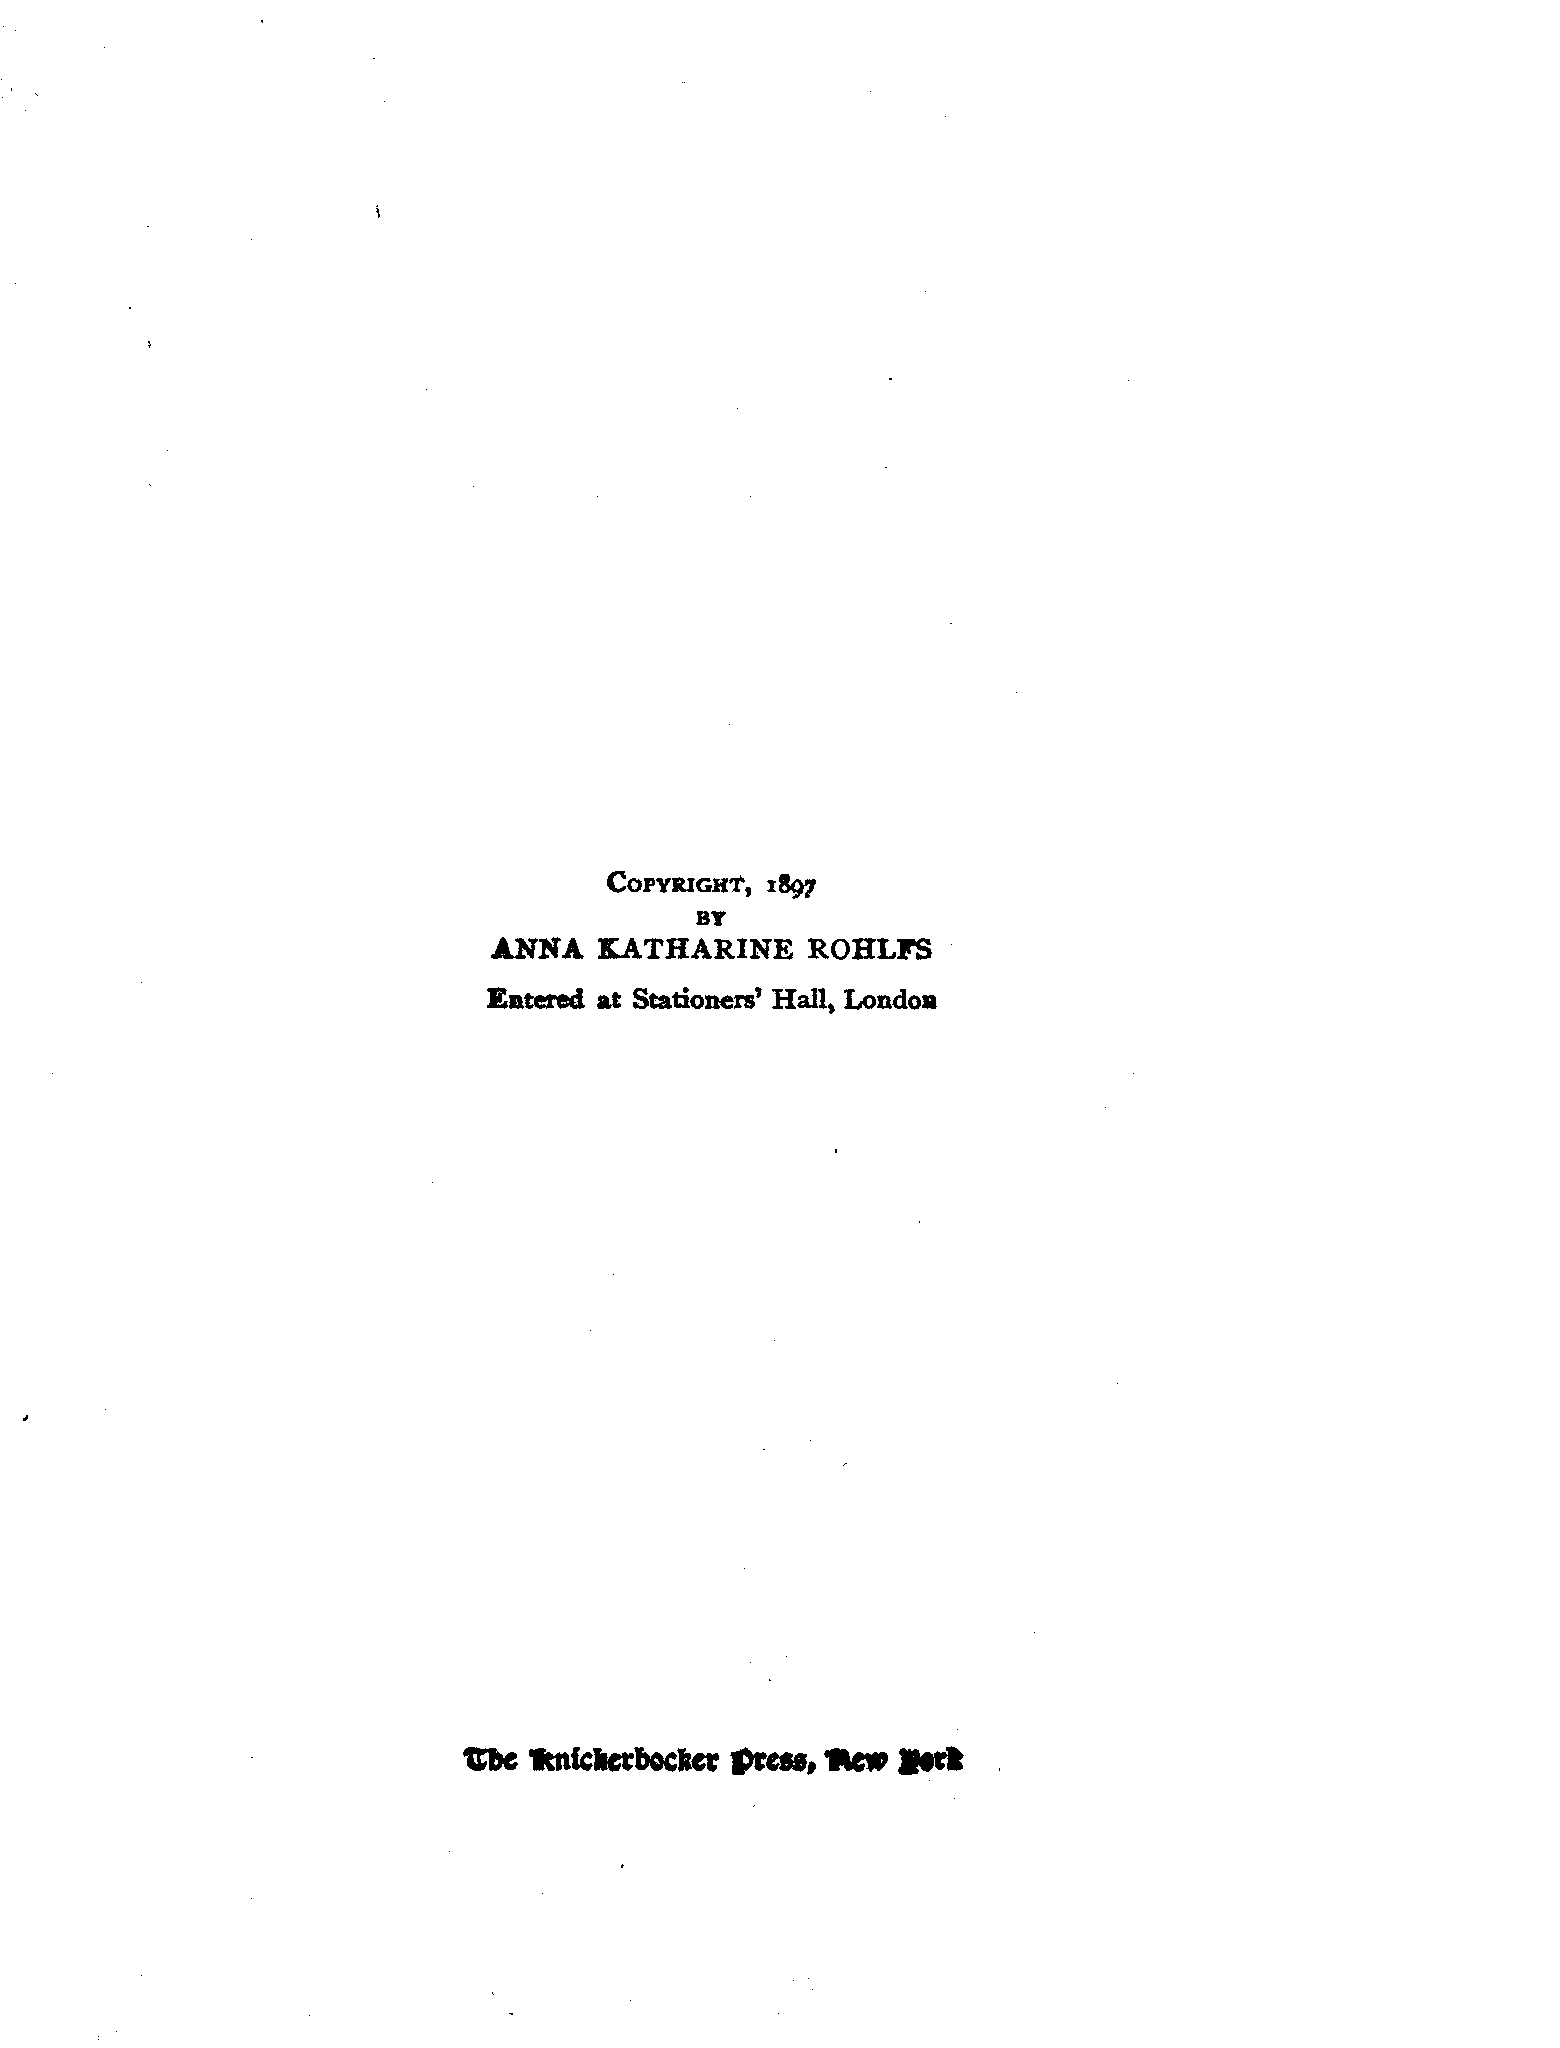 COPYRIGHT, 1897
BY
ANNA KATHARINE ROHLFS
Entered at Stationers' Hall, London
The Knickerbocker Press, New York